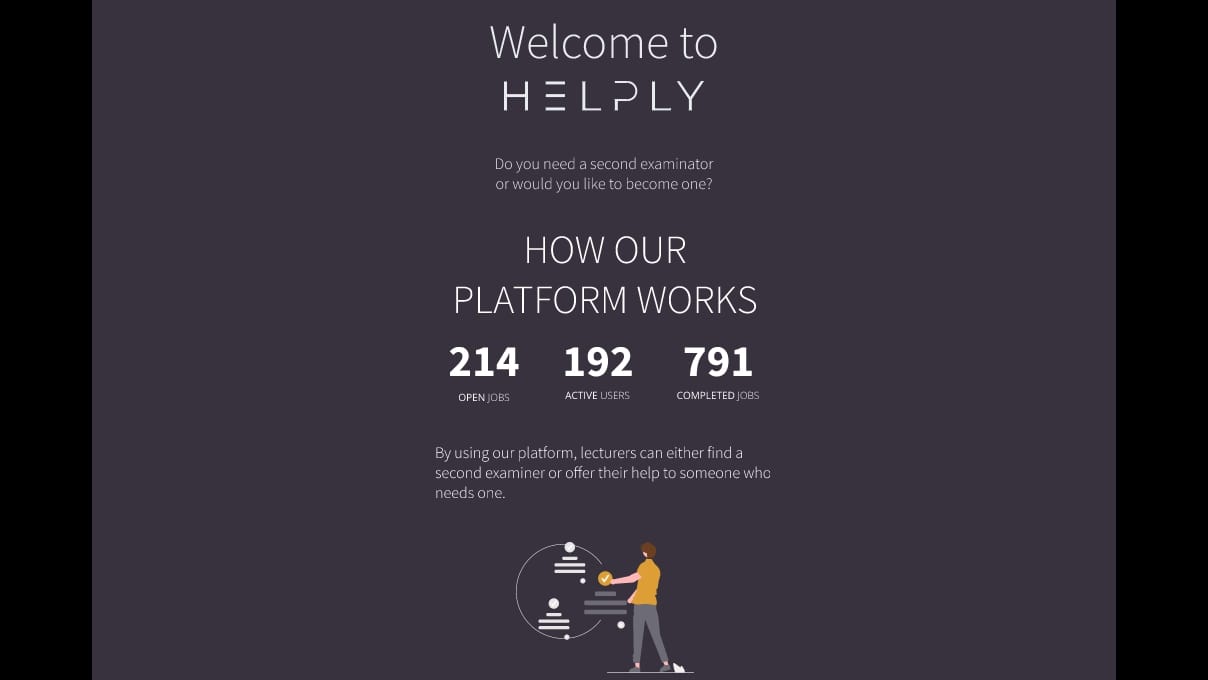 Welcome to
HELPLY
Do you need a second examinator
or would you like to become one?
HOW OUR
PLATFORM WORKS
214 192 791
OPEN JOBS ACTIVE USERS COMPLETED JOBS
By using our platform, lecturers can either find a
second examiner or offer their help to someone who
needs one.